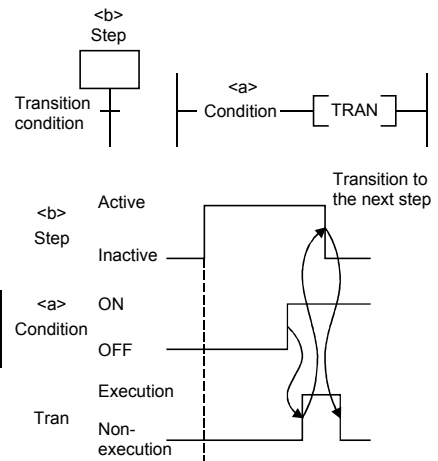 <b>
Step
Transition
condition
<a>
Condition
TRAN
Transition to
the next step
<b>
Step
Active
Inactive
<a>
Condition
ON
OFF
Tran
Execution
Non-
execution